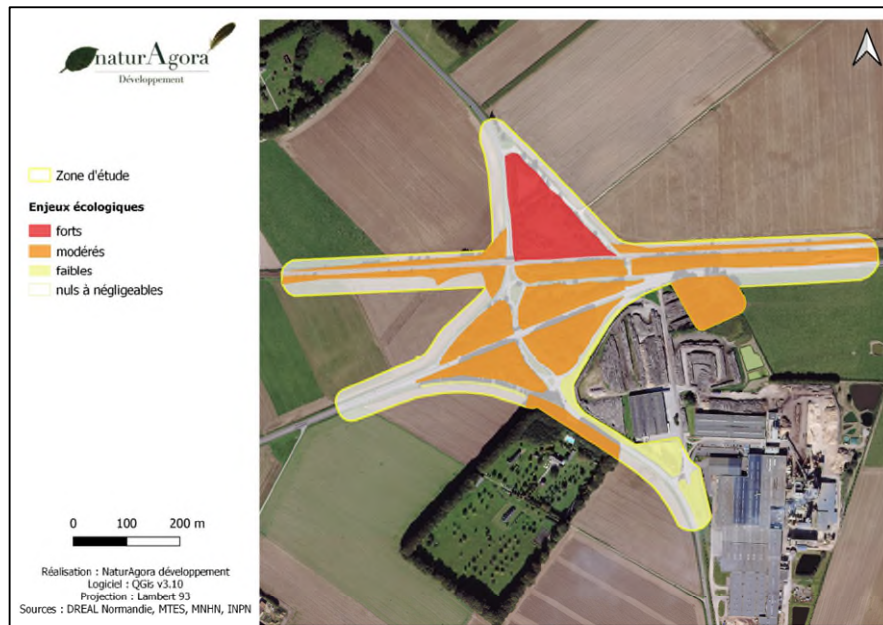 naturAgora
Développement
Zone d'étude
Enjeux écologiques
forts
modérés
faibles
nuls à négligeables
0 100 200 m
Réalisation : NaturAgora développement
Logiciel : QGis v3.10
Projection : Lambert 93
Sources : DREAL Normandie, MTES, MNHN, INPN